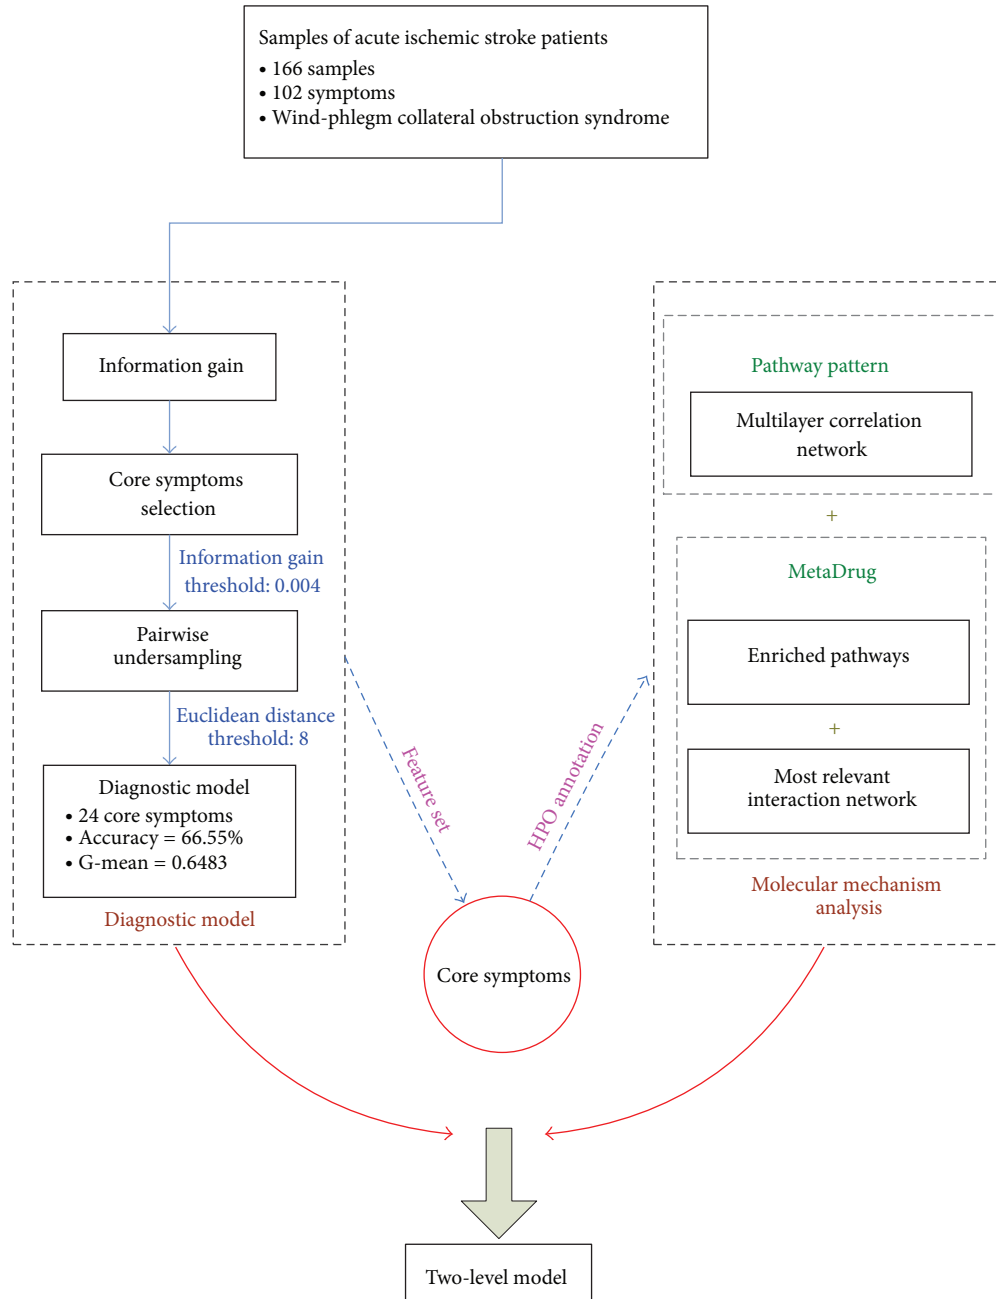 Samples of acute ischemic stroke patients
• 166 samples
• 102 symptoms
• Wind-phlegm collateral obstruction syndrome
Information gain
Core symptoms
selection
Information gain
threshold: 0.004
Pairwise
undersampling
Euclidean distance
threshold: 8
Diagnostic model
• 24 core symptoms
• Accuracy = 66.55%
• G-mean = 0.6483
Diagnostic model
Feature set
Core symptoms
HPO annotation
Pathway pattern
Multilayer correlation
network
+
MetaDrug
Enriched pathways
+
Most relevant
interaction network
Molecular mechanism
analysis
Two-level model